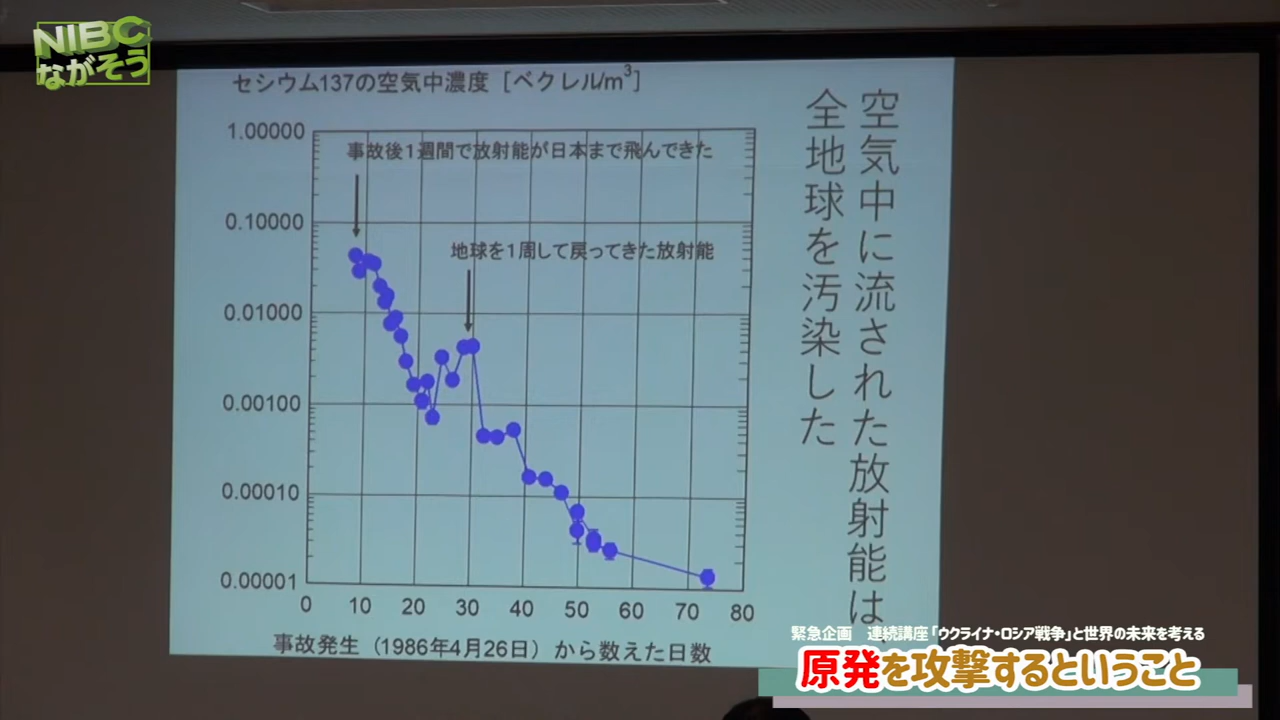 NIBC
ながそう
セシウム137の空気中濃度 [ベクレル/m³]
1.00000
0.10000
0.01000
0.00100
0.00010
0.00001
事故後1週間で放射能が日本まで飛んできた
地球を1周して戻ってきた放射能
0 10 20 30 40 50 60 70 80
事故発生（1986年4月26日）から数えた日数
空気中に流された放射能は
全地球を汚染した
緊急企画 連続講座「ウクライナ・ロシア戦争」と世界の未来を考える
原発を攻撃するということ